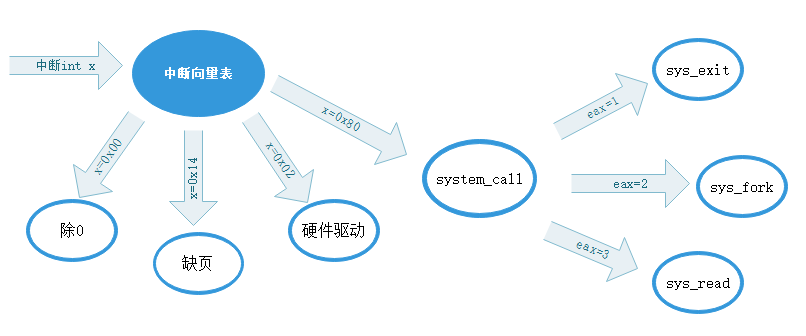 中断int x
中断向量表
x=0x00
x=0x14
x=0x02
x=0x80
除0
缺页
硬件驱动
system_call
eax=1
eax=2
eax=3
sys_exit
sys_fork
sys_read